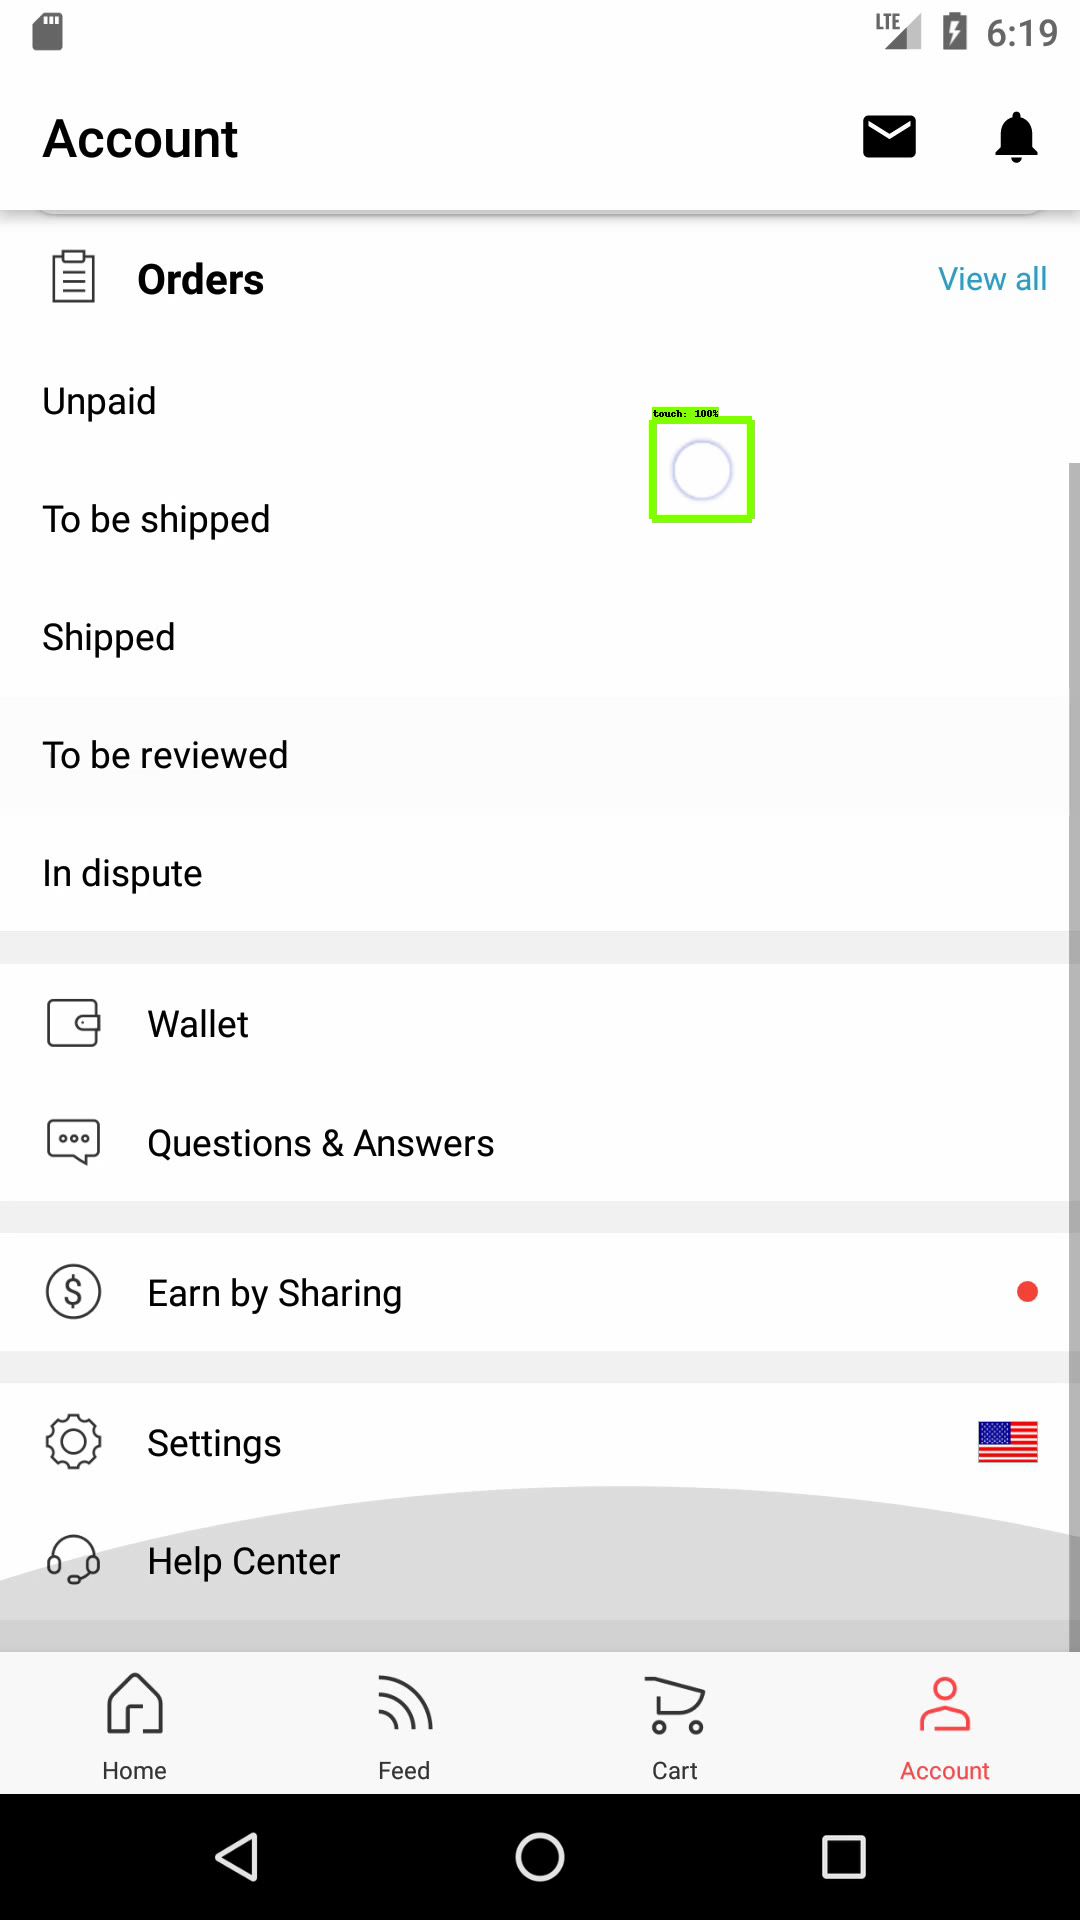 LTE 6:19
Account
Orders View all
Unpaid
touch: 100%
To be shipped
Shipped
To be reviewed
In dispute
Wallet
Questions & Answers
$ Earn by Sharing
Settings
Help Center
Home Feed Cart Account